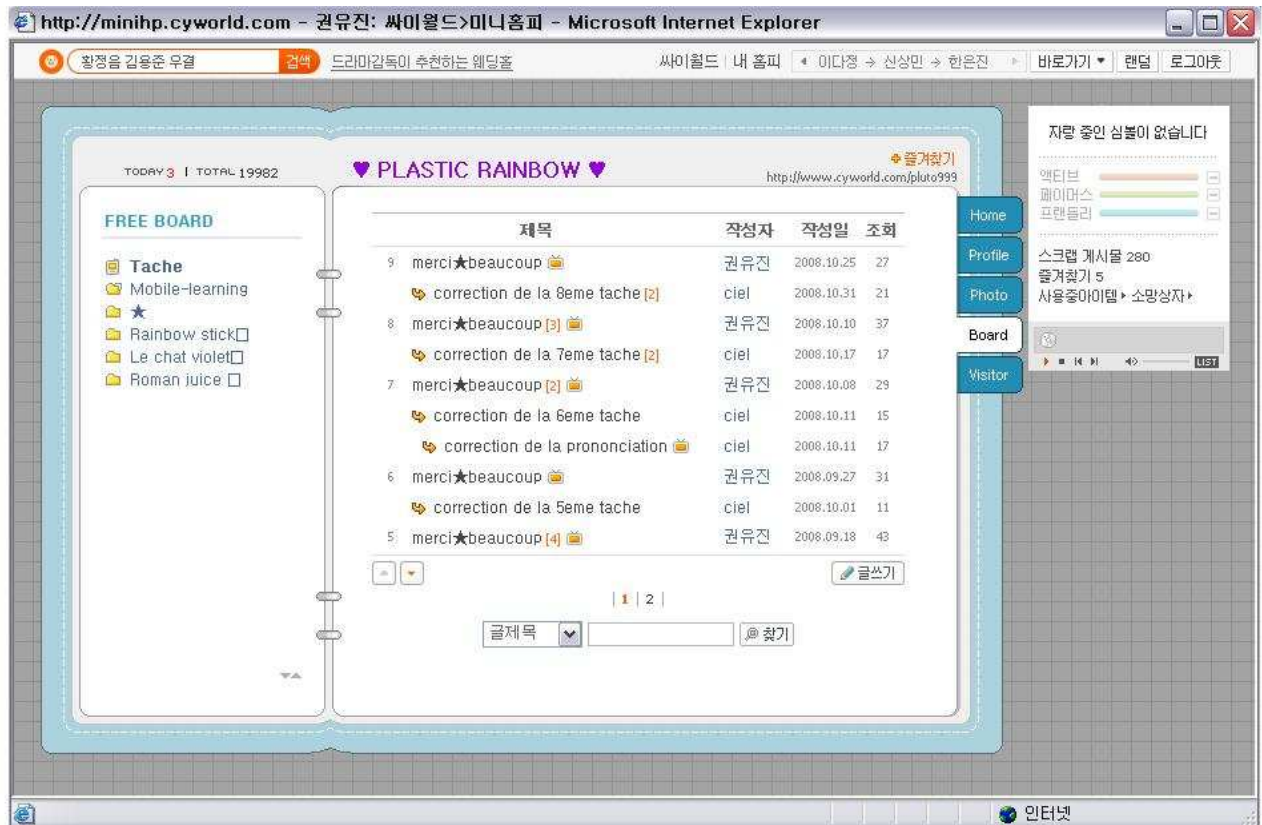 http://minihp.cyworld.com - 권유진: 싸이월드>미니홈피 - Microsoft Internet Explorer
황정음 김용준 우결 검색 드라마감독이 추천하는 웨딩홀 싸이월드 내 홈피 이다정 → 신상민 → 한은진 바로가기 랜덤 로그아웃
TODAY 3 | TOTAL 19982
♥ PLASTIC RAINBOW ♥
즐겨찾기
http://www.cyworld.com/pluto999
FREE BOARD
Tache
Mobile-learning
★
Rainbow stick□
Le chat violet□
Roman juice □
제목 작성자 작성일 조회
9 merci★beaucoup 권유진 2008.10.25 27
correction de la 8eme tache [2] ciel 2008.10.31 21
8 merci★beaucoup [3] 권유진 2008.10.10 37
correction de la 7eme tache [2] ciel 2008.10.17 17
7 merci★beaucoup [2] 권유진 2008.10.08 29
correction de la 6eme tache ciel 2008.10.11 15
correction de la prononciation ciel 2008.10.11 17
6 merci★beaucoup 권유진 2008.09.27 31
correction de la 5eme tache ciel 2008.10.01 11
5 merci★beaucoup [4] 권유진 2008.09.18 43
글쓰기
| 1 | 2 |
글제목 찾기
Home
Profile
Photo
Board
Visitor
자랑 중인 심볼이 없습니다
액티브
페이머스
프랜들리
스크랩 게시물 280
즐겨찾기 5
사용중아이템 소망상자
LIST
인터넷